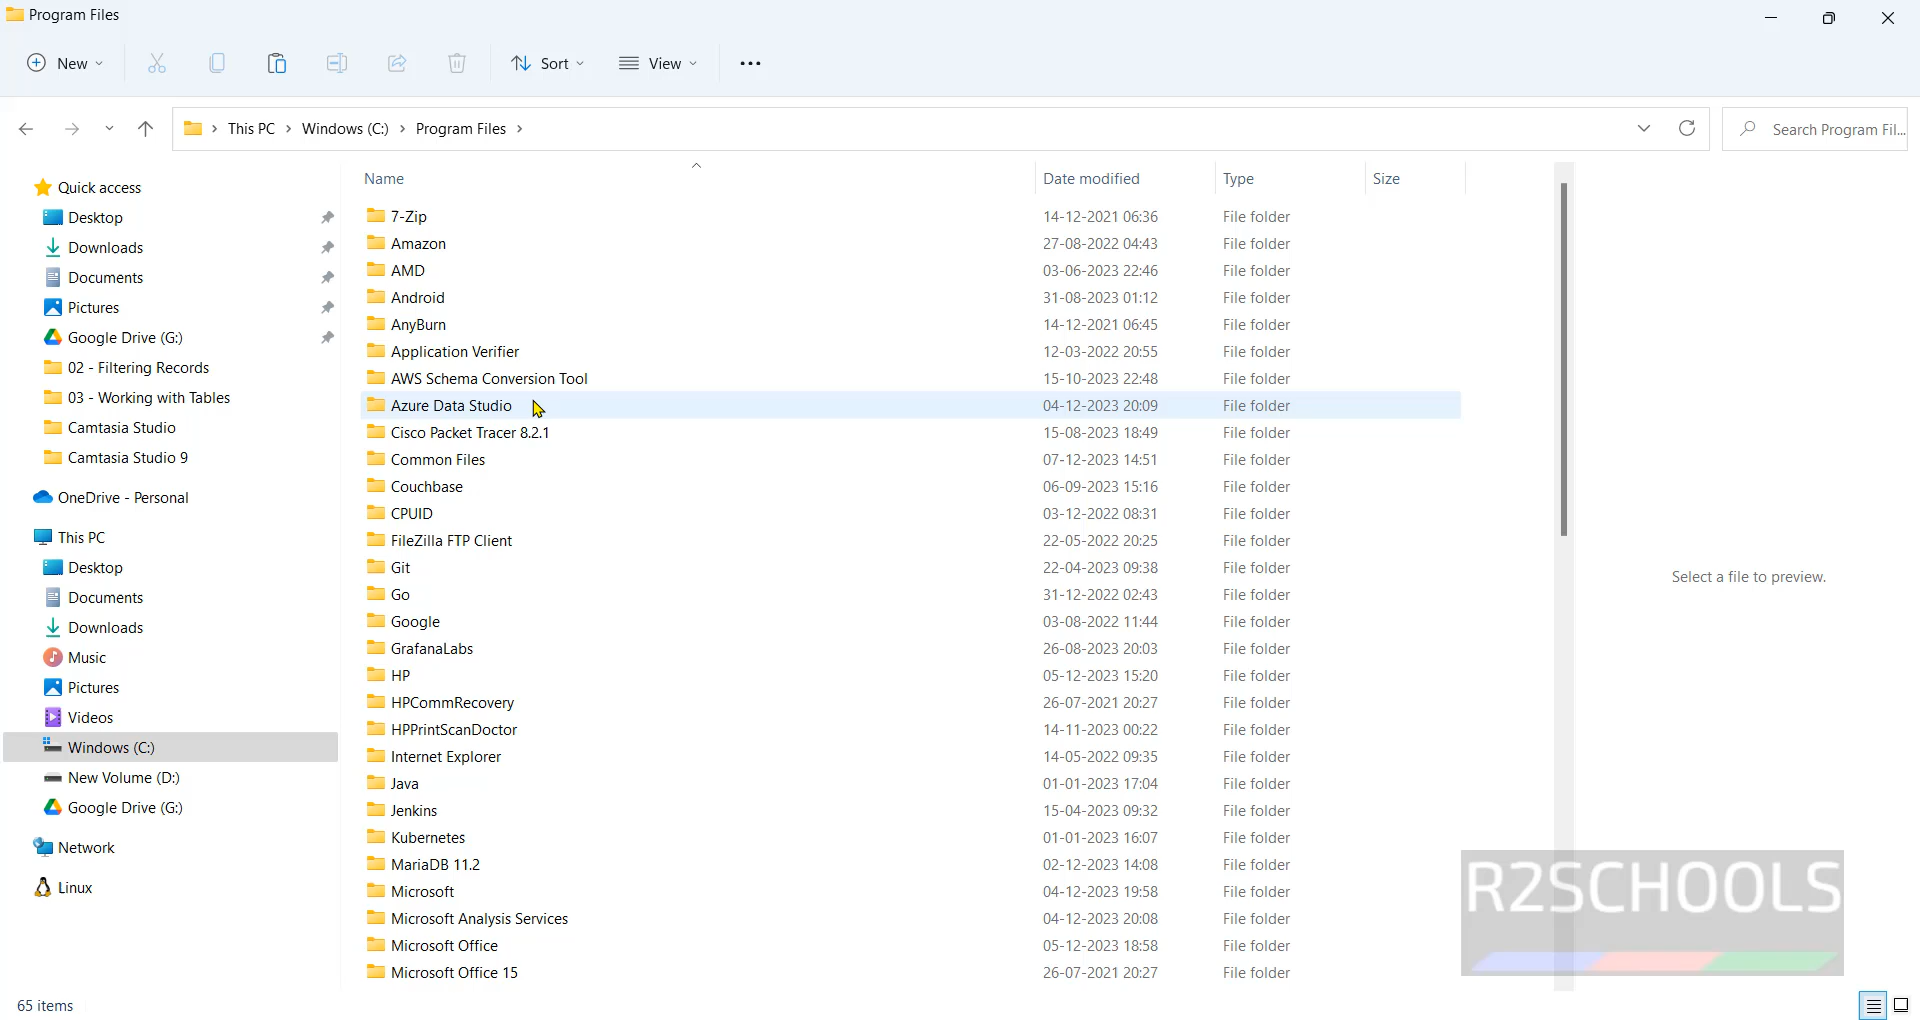 Program Files
New
Sort
View
This PC > Windows (C:) > Program Files >
Search Program Fil...
Quick access
Desktop
Downloads
Documents
Pictures
Google Drive (G:)
02 - Filtering Records
03 - Working with Tables
Camtasia Studio
Camtasia Studio 9
OneDrive - Personal
This PC
Desktop
Documents
Downloads
Music
Pictures
Videos
Windows (C:)
New Volume (D:)
Google Drive (G:)
Network
Linux
Name Date modified Type Size
7-Zip 14-12-2021 06:36 File folder
Amazon 27-08-2022 04:43 File folder
AMD 03-06-2023 22:46 File folder
Android 31-08-2023 01:12 File folder
AnyBurn 14-12-2021 06:45 File folder
Application Verifier 12-03-2022 20:55 File folder
AWS Schema Conversion Tool 15-10-2023 22:48 File folder
Azure Data Studio 04-12-2023 20:09 File folder
Cisco Packet Tracer 8.2.1 15-08-2023 18:49 File folder
Common Files 07-12-2023 14:51 File folder
Couchbase 06-09-2023 15:16 File folder
CPUID 03-12-2022 08:31 File folder
FileZilla FTP Client 22-05-2022 20:25 File folder
Git 22-04-2023 09:38 File folder
Go 31-12-2022 02:43 File folder
Google 03-08-2022 11:44 File folder
GrafanaLabs 26-08-2023 20:03 File folder
HP 05-12-2023 15:20 File folder
HPCommRecovery 26-07-2021 20:27 File folder
HPPrintScanDoctor 14-11-2023 00:22 File folder
Internet Explorer 14-05-2022 09:35 File folder
Java 01-01-2023 17:04 File folder
Jenkins 15-04-2023 09:32 File folder
Kubernetes 01-01-2023 16:07 File folder
MariaDB 11.2 02-12-2023 14:08 File folder
Microsoft 04-12-2023 19:58 File folder
Microsoft Analysis Services 04-12-2023 20:08 File folder
Microsoft Office 05-12-2023 18:58 File folder
Microsoft Office 15 26-07-2021 20:27 File folder
Select a file to preview.
R2SCHOOLS
65 items